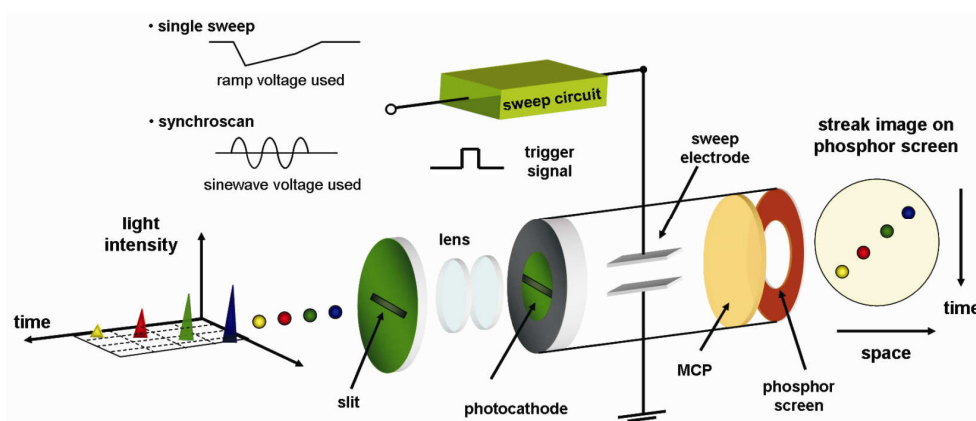 • single sweep
ramp voltage used
• synchroscan
sinewave voltage used
sweep circuit
trigger
signal
sweep
electrode
streak image on
phosphor screen
light
intensity
time
lens
slit
photocathode
MCP
phosphor
screen
space
time